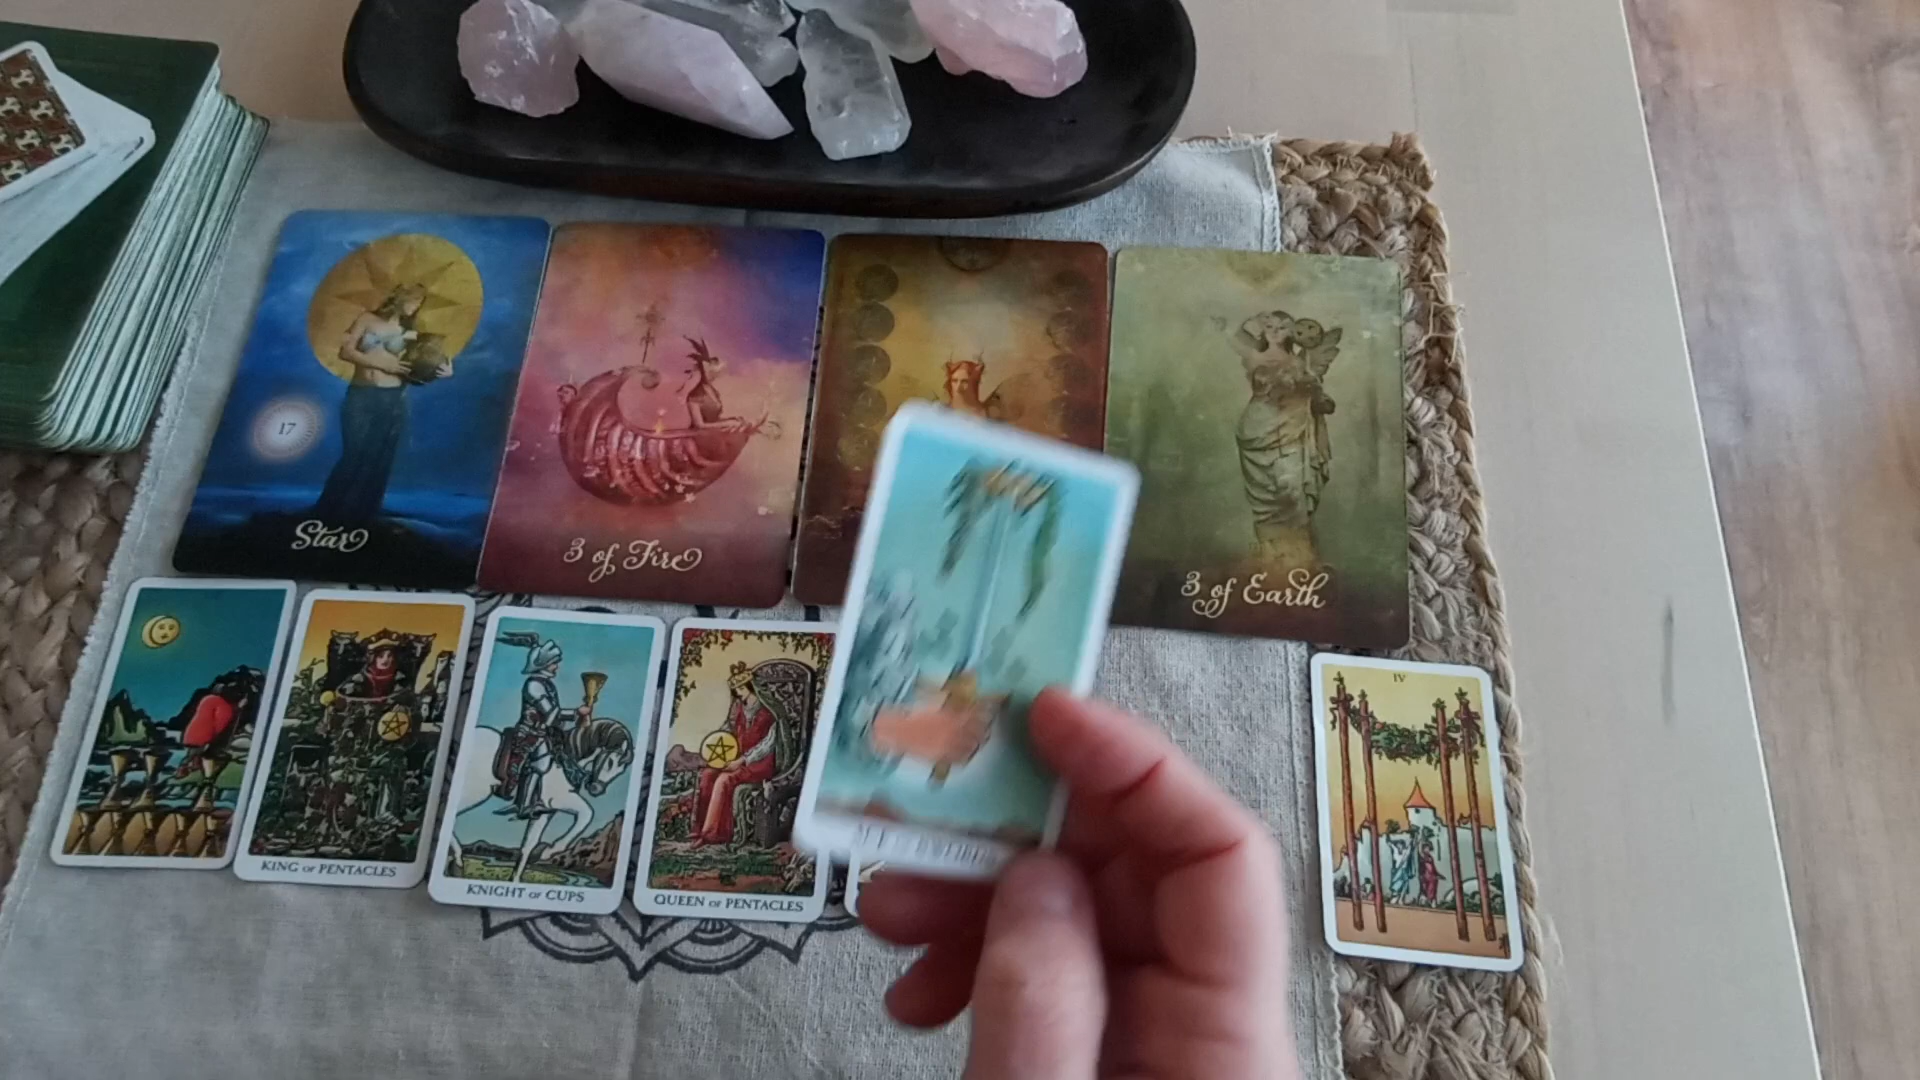 17
Star
3 of Fire
3 of Earth
IV
KING OF PENTACLES
KNIGHT OF CUPS
QUEEN OF PENTACLES